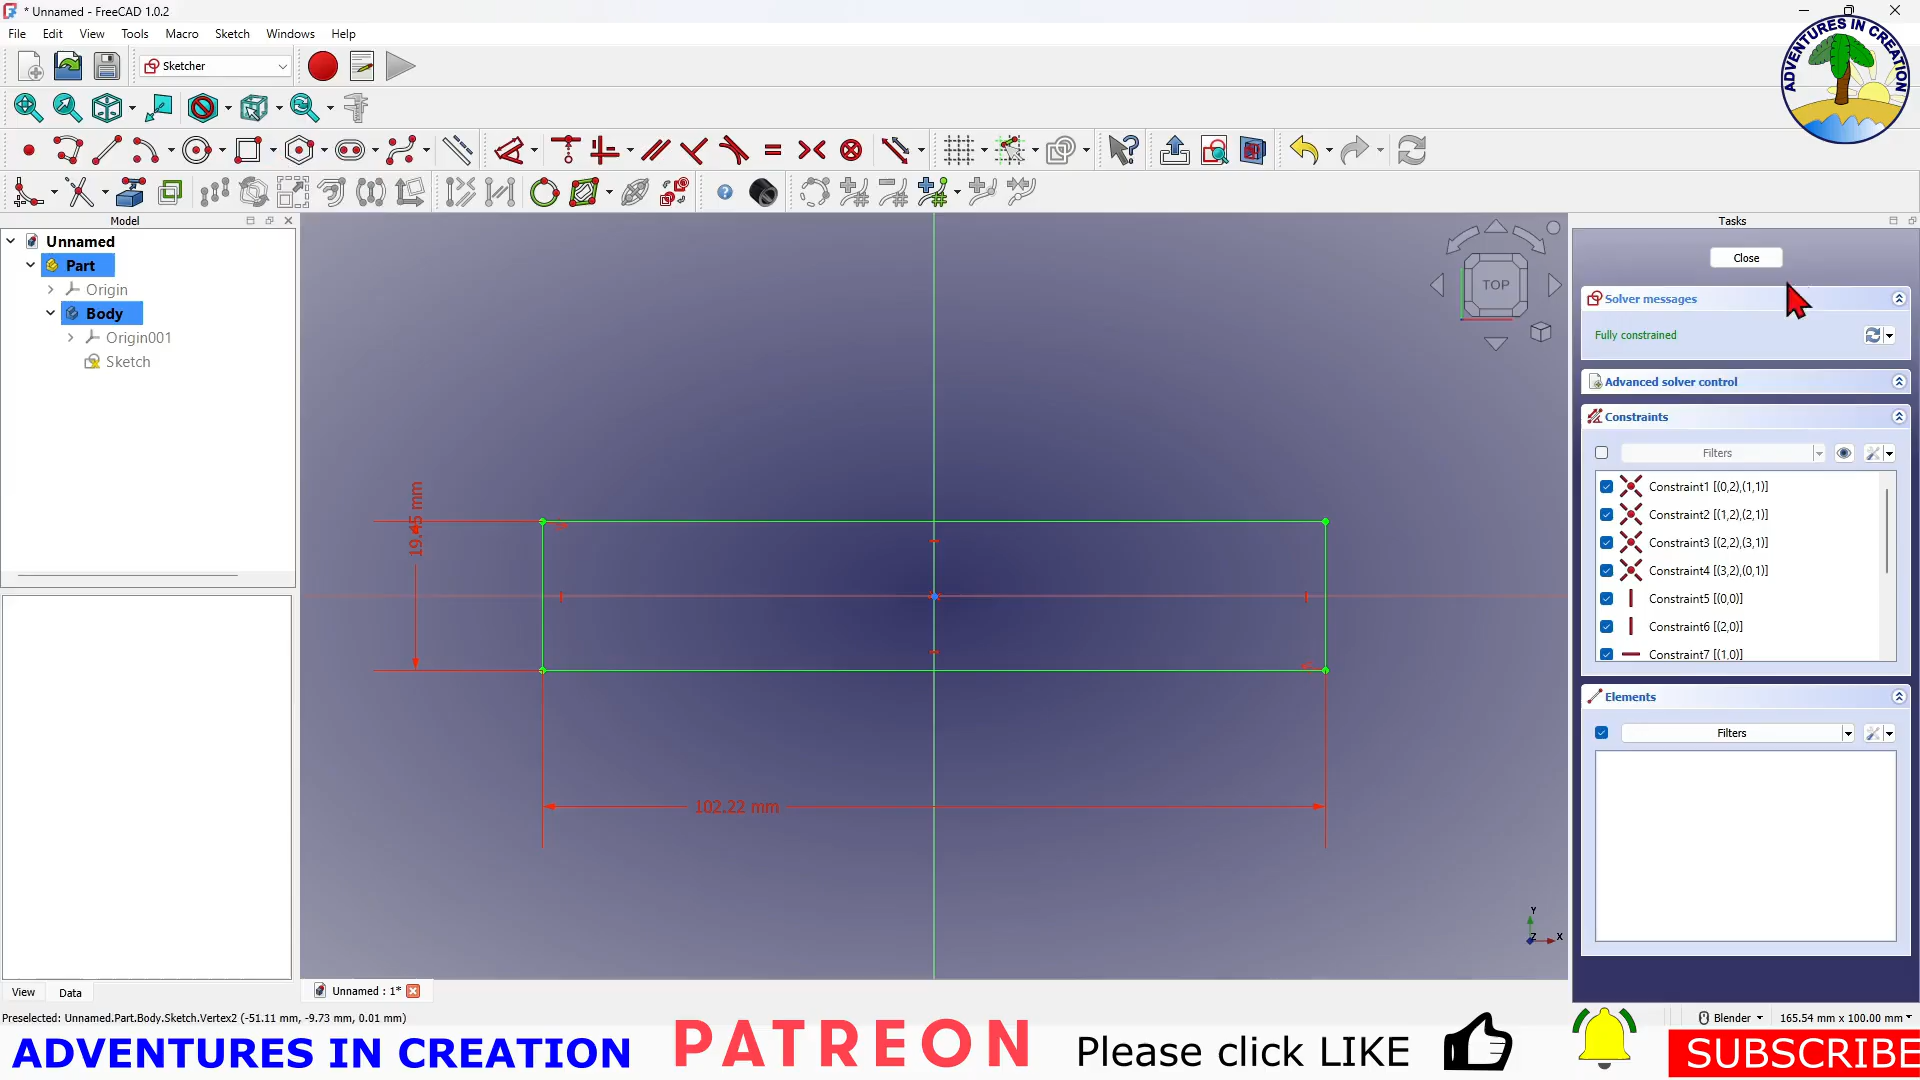 * Unnamed - FreeCAD 1.0.2
File Edit View Tools Macro Sketch Windows Help
Sketcher
ADVENTURES IN CREATION
Model
Tasks
Unnamed
Part
Origin
Body
Origin001
Sketch
TOP
Close
Solver messages
Fully constrained
Advanced solver control
Constraints
Filters
Constraint1 [(0,2),(1,1)]
Constraint2 [(1,2),(2,1)]
Constraint3 [(2,2),(3,1)]
Constraint4 [(3,2),(0,1)]
Constraint5 [(0,0)]
Constraint6 [(2,0)]
Constraint7 [(1,0)]
Elements
Filters
19.45 mm
102.22 mm
Y
Z X
View Data
Unnamed : 1*
Preselected: Unnamed.Part.Body.Sketch.Vertex2 (-51.11 mm, -9.73 mm, 0.01 mm)
Blender
165.54 mm x 100.00 mm
ADVENTURES IN CREATION
PATREON
Please click LIKE
SUBSCRIBE